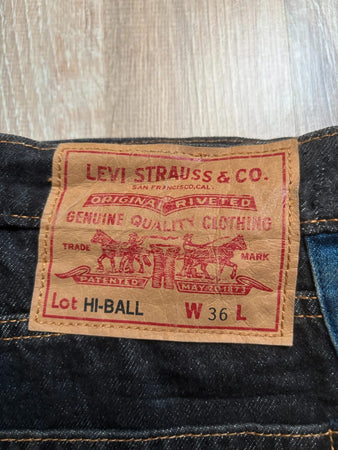 LEVI STRAUSS & CO.
SAN FRANCISCO, CAL.
ORIGINAL RIVETED
GENUINE QUALITY CLOTHING
TRADE MARK
PATENTED MAY 20 1873
Lot HI-BALL W 36 L